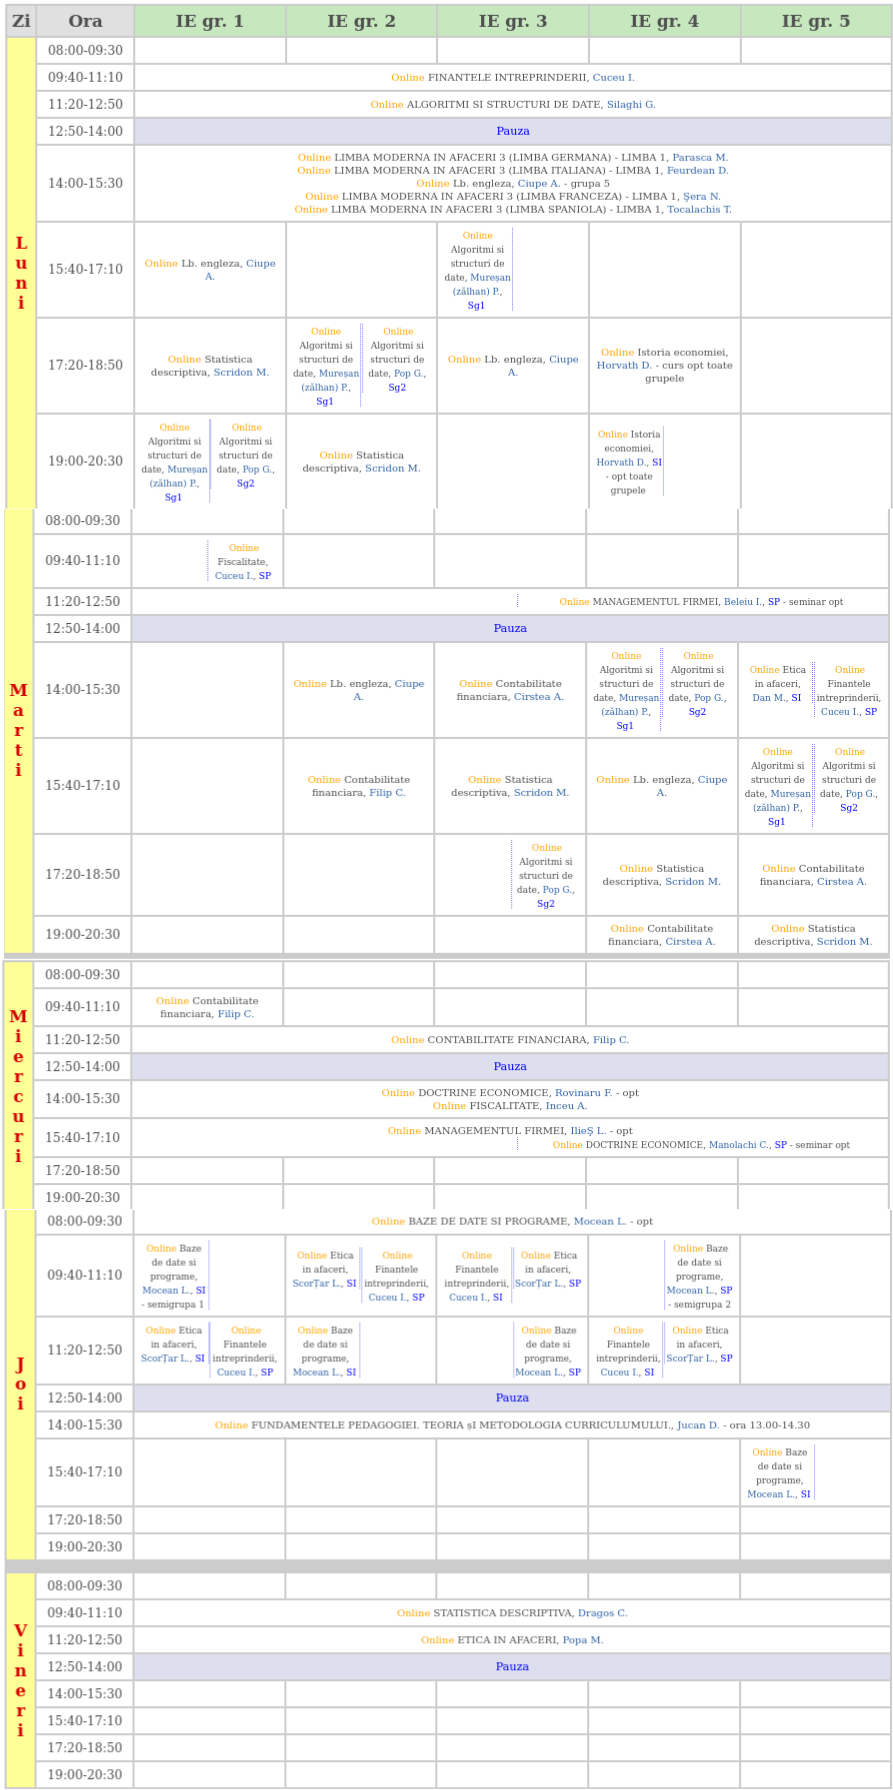 Zi Ora IE gr. 1 IE gr. 2 IE gr. 3 IE gr. 4 IE gr. 5
Luni
08:00-09:30
09:40-11:10 Online FINANTELE INTREPRINDERII, Cuceu I.
11:20-12:50 Online ALGORITMI SI STRUCTURI DE DATE, Silaghi G.
12:50-14:00 Pauza
14:00-15:30
Online LIMBA MODERNA IN AFACERI 3 (LIMBA GERMANA) - LIMBA 1, Parasca M.
Online LIMBA MODERNA IN AFACERI 3 (LIMBA ITALIANA) - LIMBA 1, Feurdean D.
Online Lb. engleza, Ciupe A. - grupa 5
Online LIMBA MODERNA IN AFACERI 3 (LIMBA FRANCEZA) - LIMBA 1, Şera N.
Online LIMBA MODERNA IN AFACERI 3 (LIMBA SPANIOLA) - LIMBA 1, Tocalachis T.
15:40-17:10
Online Lb. engleza, Ciupe
A.
Online
Algoritmi si
structuri de
date, Mureșan
(zălhan) P.,
Sg1
17:20-18:50
Online Statistica
descriptiva, Scridon M.
Online
Algoritmi si
structuri de
date, Mureșan
(zălhan) P.,
Sg1
Online
Algoritmi si
structuri de
date, Pop G.,
Sg2
Online Lb. engleza, Ciupe
A.
Online Istoria economiei,
Horvath D. - curs opt toate
grupele
19:00-20:30
Online
Algoritmi si
structuri de
date, Mureșan
(zălhan) P.,
Sg1
Online
Algoritmi si
structuri de
date, Pop G.,
Sg2
Online Statistica
descriptiva, Scridon M.
Online Istoria
economiei,
Horvath D., SI
- opt toate
grupele
Marti
08:00-09:30
09:40-11:10
Online
Fiscalitate,
Cuceu I., SP
11:20-12:50 Online MANAGEMENTUL FIRMEI, Beleiu I., SP - seminar opt
12:50-14:00 Pauza
14:00-15:30
Online Lb. engleza, Ciupe
A.
Online Contabilitate
financiara, Cirstea A.
Online
Algoritmi si
structuri de
date, Mureșan
(zălhan) P.,
Sg1
Online
Algoritmi si
structuri de
date, Pop G.,
Sg2
Online Etica
in afaceri,
Dan M., SI
Online
Finantele
intreprinderii,
Cuceu I., SP
15:40-17:10
Online Contabilitate
financiara, Filip C.
Online Statistica
descriptiva, Scridon M.
Online Lb. engleza, Ciupe
A.
Online
Algoritmi si
structuri de
date, Mureșan
(zălhan) P.,
Sg1
Online
Algoritmi si
structuri de
date, Pop G.,
Sg2
17:20-18:50
Online
Algoritmi si
structuri de
date, Pop G.,
Sg2
Online Statistica
descriptiva, Scridon M.
Online Contabilitate
financiara, Cirstea A.
19:00-20:30
Online Contabilitate
financiara, Cirstea A.
Online Statistica
descriptiva, Scridon M.
Miercuri
08:00-09:30
09:40-11:10
Online Contabilitate
financiara, Filip C.
11:20-12:50 Online CONTABILITATE FINANCIARA, Filip C.
12:50-14:00 Pauza
14:00-15:30
Online DOCTRINE ECONOMICE, Rovinaru F. - opt
Online FISCALITATE, Inceu A.
15:40-17:10
Online MANAGEMENTUL FIRMEI, IlieŞ L. - opt
Online DOCTRINE ECONOMICE, Manolachi C., SP - seminar opt
17:20-18:50
19:00-20:30
Joi
08:00-09:30 Online BAZE DE DATE SI PROGRAME, Mocean L. - opt
09:40-11:10
Online Baze
de date si
programe,
Mocean L., SI
- semigrupa 1
Online Etica
in afaceri,
ScorŢar L., SI
Online
Finantele
intreprinderii,
Cuceu I., SP
Online
Finantele
intreprinderii,
Cuceu I., SI
Online Etica
in afaceri,
ScorŢar L., SP
Online Baze
de date si
programe,
Mocean L., SP
- semigrupa 2
11:20-12:50
Online Etica
in afaceri,
ScorŢar L., SI
Online
Finantele
intreprinderii,
Cuceu I., SP
Online Baze
de date si
programe,
Mocean L., SI
Online Baze
de date si
programe,
Mocean L., SP
Online
Finantele
intreprinderii,
Cuceu I., SI
Online Etica
in afaceri,
ScorŢar L., SP
12:50-14:00 Pauza
14:00-15:30 Online FUNDAMENTELE PEDAGOGIEI. TEORIA șI METODOLOGIA CURRICULUMULUI., Jucan D. - ora 13.00-14.30
15:40-17:10
Online Baze
de date si
programe,
Mocean L., SI
17:20-18:50
19:00-20:30
Vineri
08:00-09:30
09:40-11:10 Online STATISTICA DESCRIPTIVA, Dragos C.
11:20-12:50 Online ETICA IN AFACERI, Popa M.
12:50-14:00 Pauza
14:00-15:30
15:40-17:10
17:20-18:50
19:00-20:30